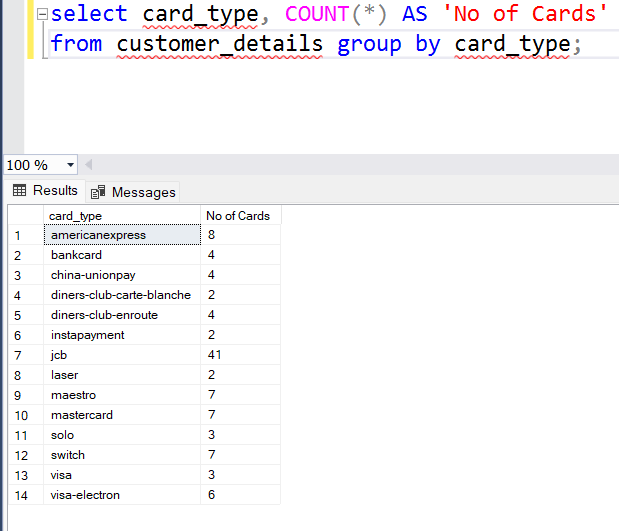 select card_type, COUNT(*) AS 'No of Cards'
from customer_details group by card_type;
100 %
Results Messages
card_type No of Cards
1 americanexpress 8
2 bankcard 4
3 china-unionpay 4
4 diners-club-carte-blanche 2
5 diners-club-enroute 4
6 instapayment 2
7 jcb 41
8 laser 2
9 maestro 7
10 mastercard 7
11 solo 3
12 switch 7
13 visa 3
14 visa-electron 6